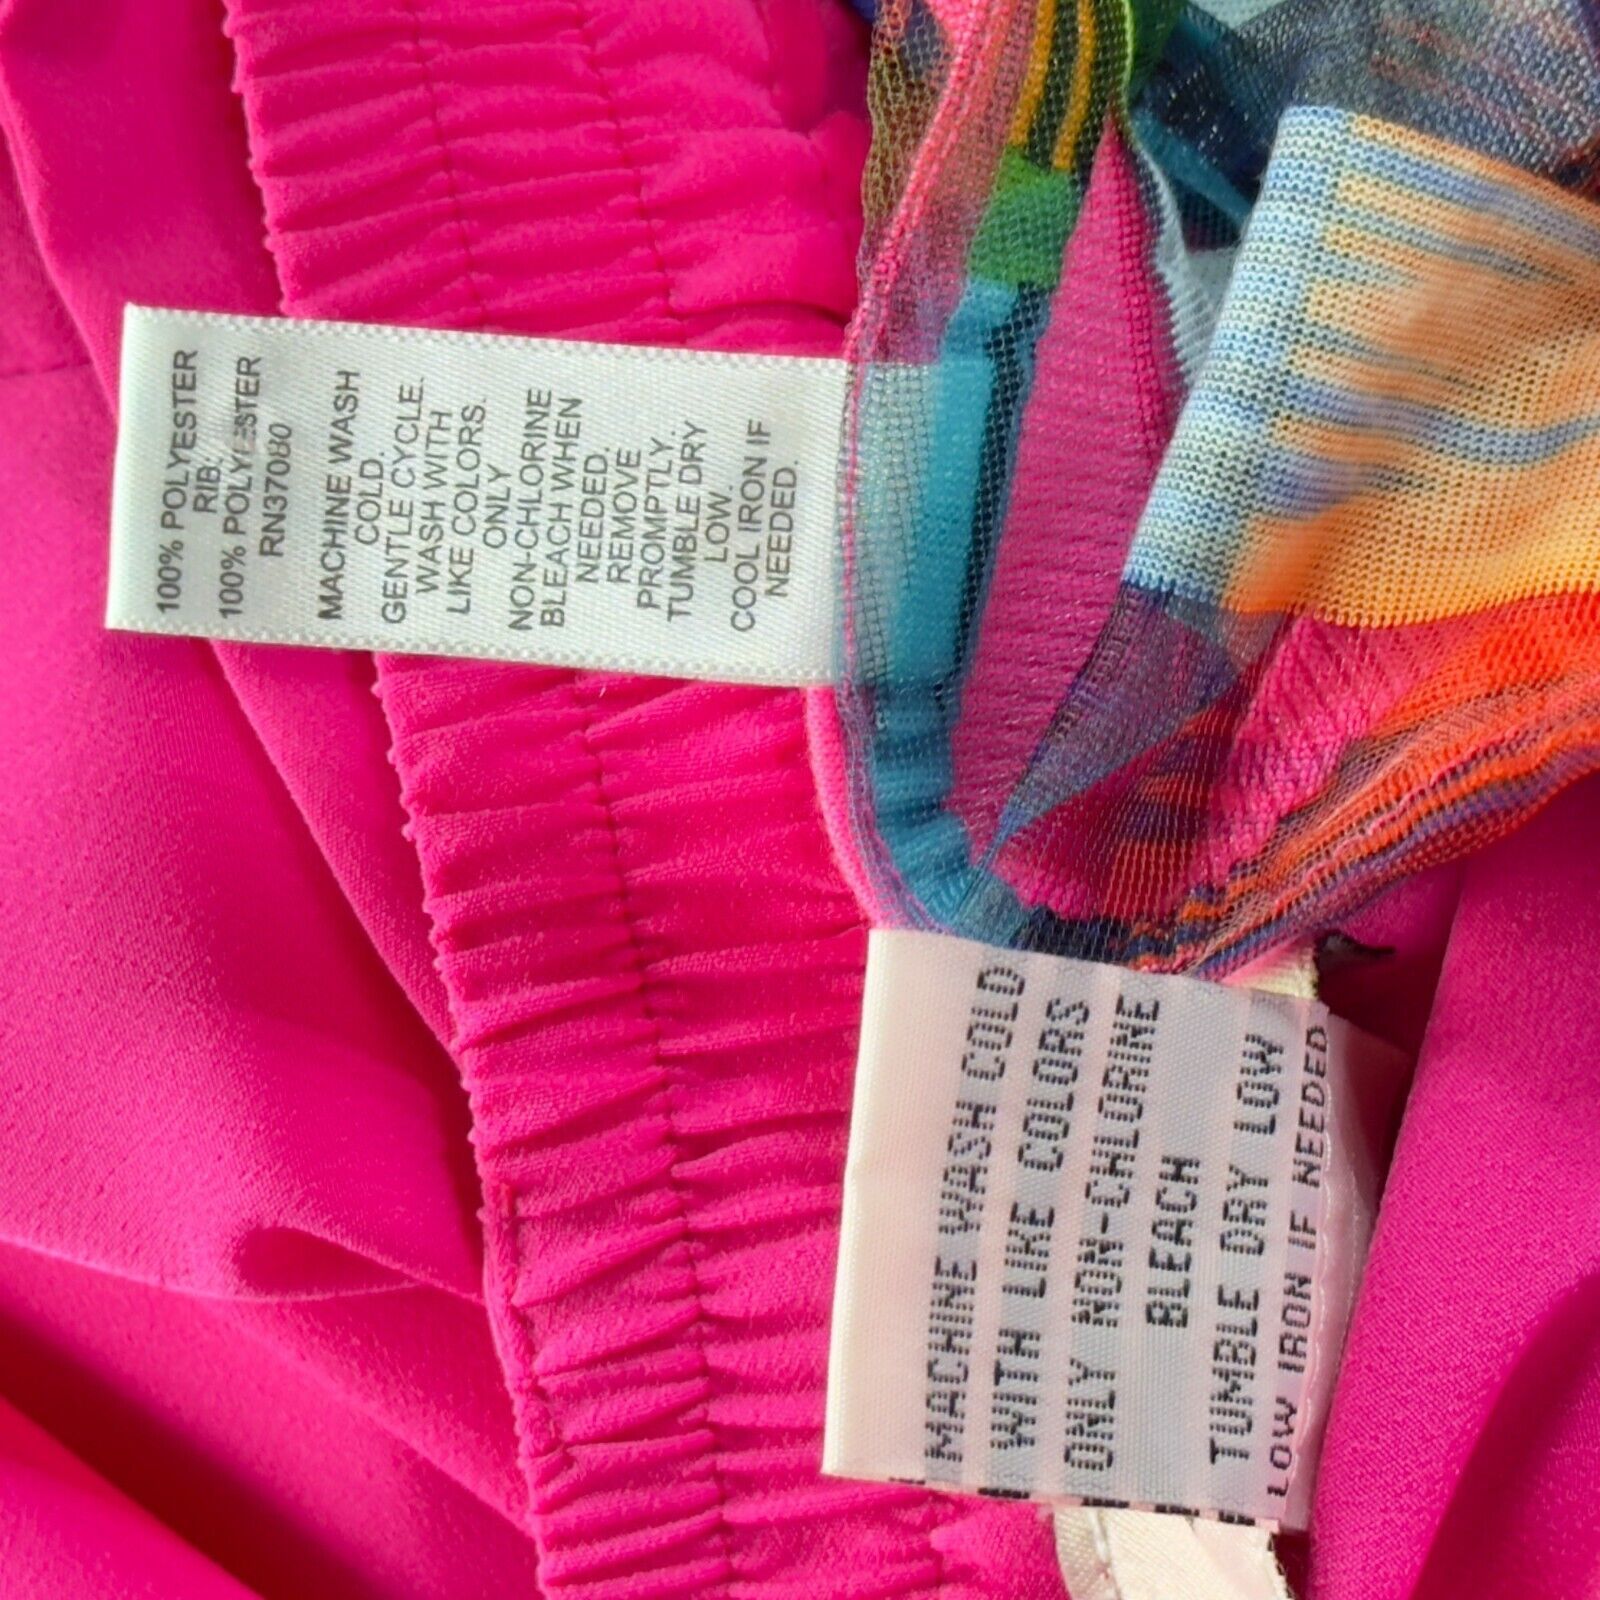 100% POLYESTER
RIB:
100% POLYESTER
RN37080
MACHINE WASH
COLD.
GENTLE CYCLE.
WASH WITH
LIKE COLORS.
ONLY
NON-CHLORINE
BLEACH WHEN
NEEDED.
REMOVE
PROMPTLY.
TUMBLE DRY
LOW.
COOL IRON IF
NEEDED.
MACHINE WASH COLD
WITH LIKE COLORS
ONLY NON-CHLORINE
BLEACH
TUMBLE DRY LOW
LOW IRON IF NEEDED